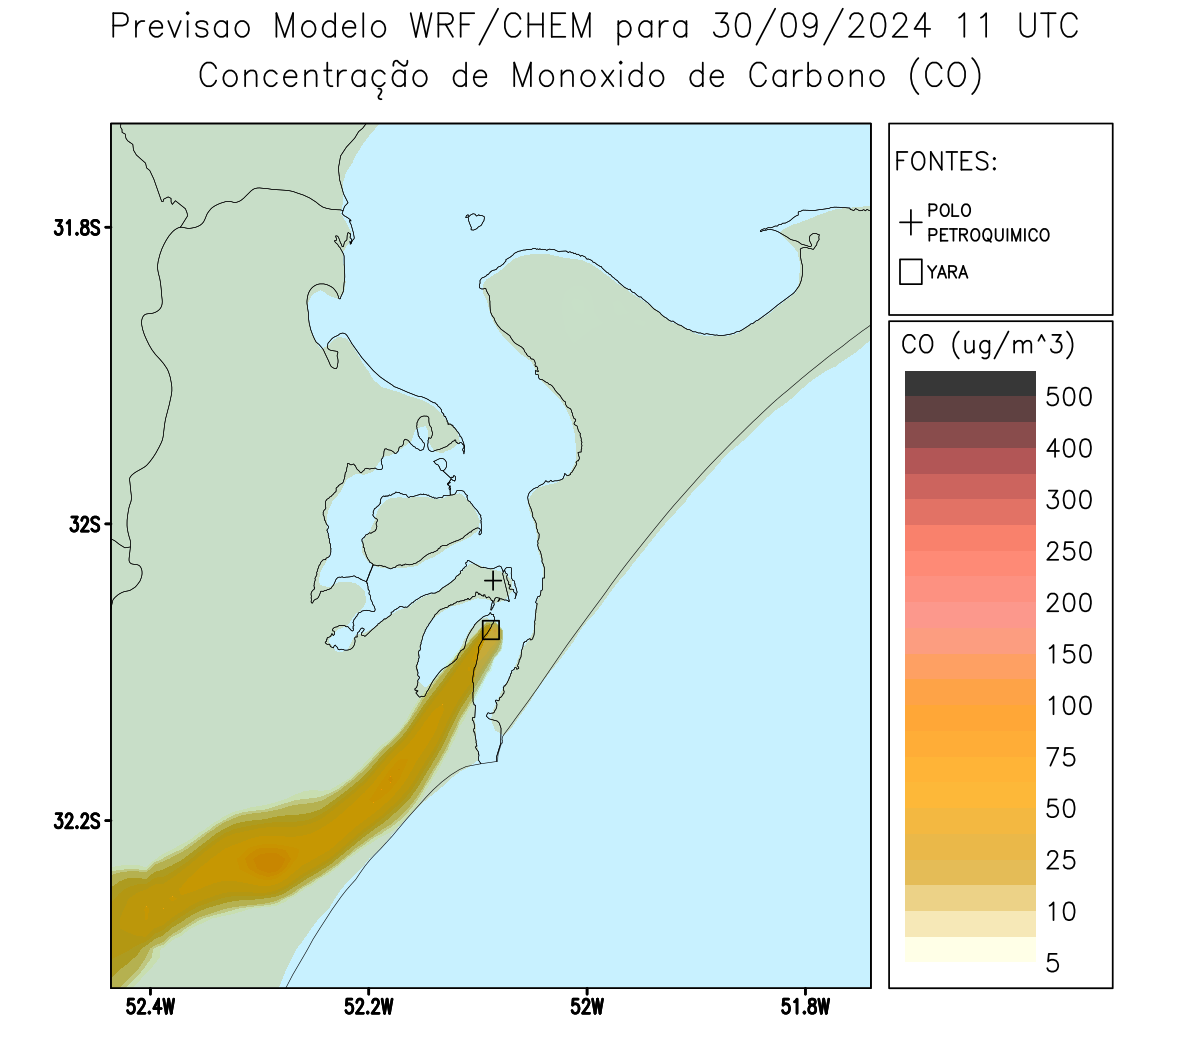 Previsao Modelo WRF/CHEM para 30/09/2024 11 UTC
Concentração de Monoxido de Carbono (CO)
FONTES:
POLO
PETROQUIMICO
YARA
CO (ug/m^3)
500
400
300
250
200
150
100
75
50
25
10
5
31.8S
32S
32.2S
52.4W
52.2W
52W
51.8W